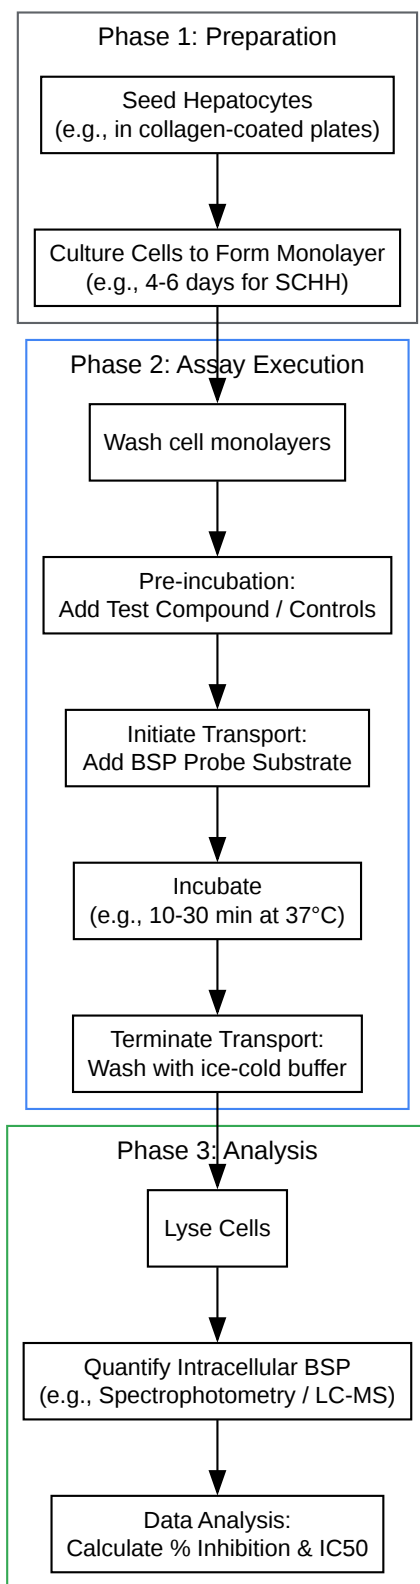 Phase 1: Preparation
Seed Hepatocytes
(e.g., in collagen-coated plates)
Culture Cells to Form Monolayer
(e.g., 4-6 days for SCHH)
Phase 2: Assay Execution
Wash cell monolayers
Pre-incubation:
Add Test Compound / Controls
Initiate Transport:
Add BSP Probe Substrate
Incubate
(e.g., 10-30 min at 37°C)
Terminate Transport:
Wash with ice-cold buffer
Phase 3: Analysis
Lyse Cells
Quantify Intracellular BSP
(e.g., Spectrophotometry / LC-MS)
Data Analysis:
Calculate % Inhibition & IC50